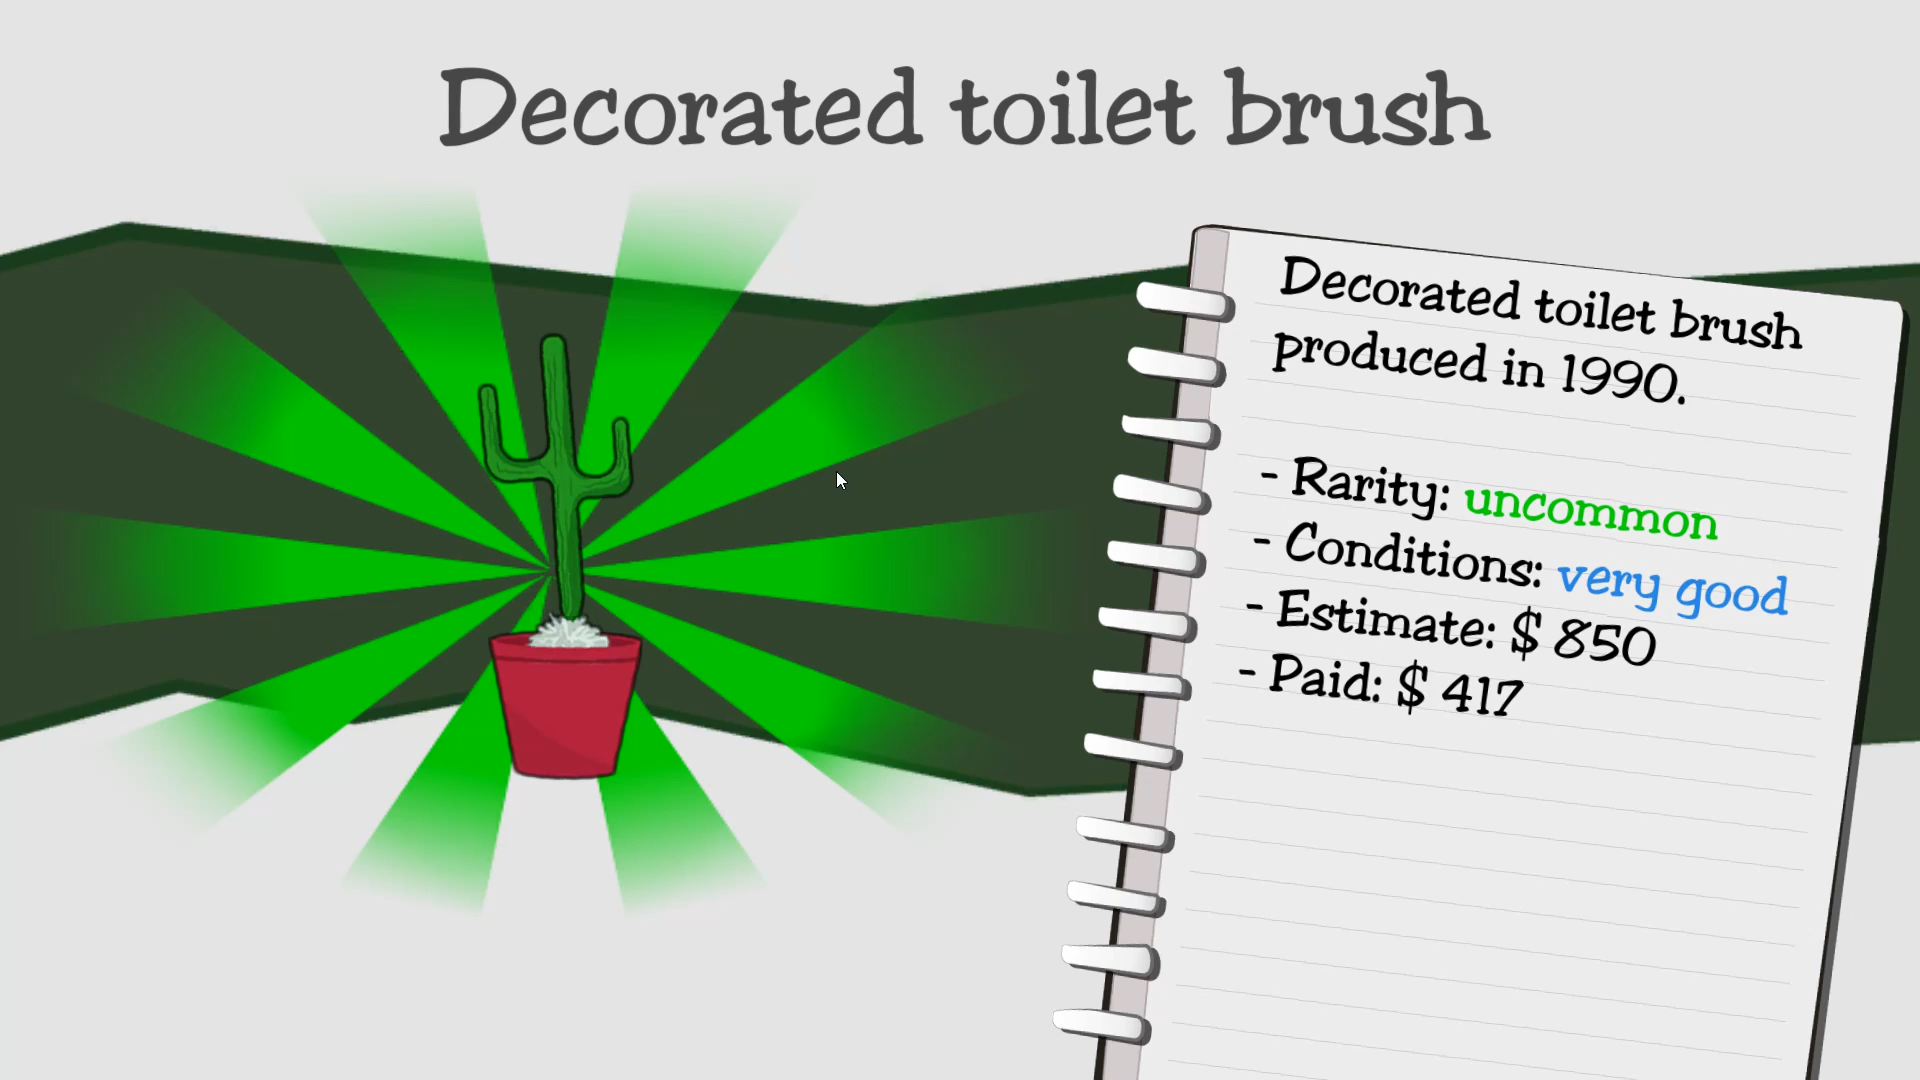 Decorated toilet brush
Decorated toilet brush
produced in 1990.
- Rarity: uncommon
- Conditions: very good
- Estimate: $ 850
- Paid: $ 417